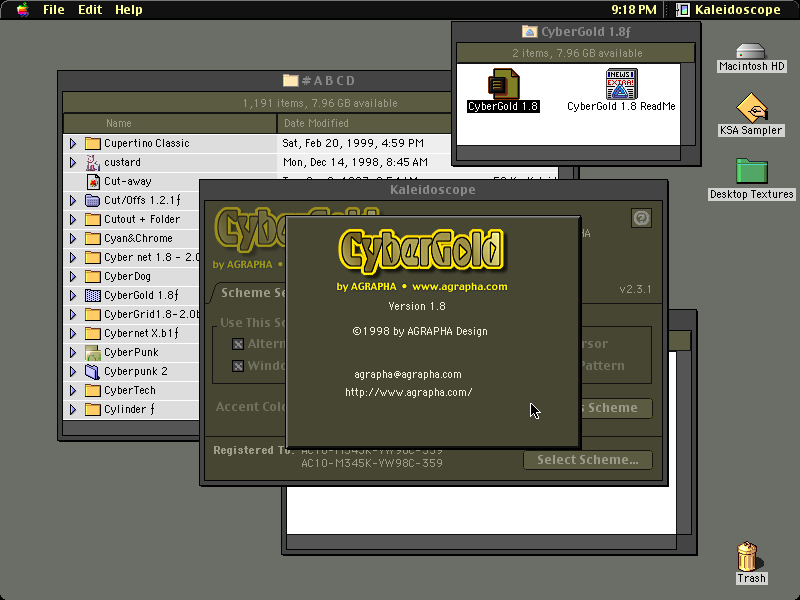 File Edit Help
9:18 PM
Kaleidoscope
CyberGold 1.8ƒ
2 items, 7.96 GB available
CyberGold 1.8
CyberGold 1.8 ReadMe
Macintosh HD
KSA Sampler
Desktop Textures
Trash
# A B C D
1,191 items, 7.96 GB available
Name
Date Modified
Cupertino Classic
Sat, Feb 20, 1999, 4:59 PM
custard
Mon, Dec 14, 1998, 8:45 AM
Cut-away
Cut/Offs 1.2.1ƒ
Cutout + Folder
Cyan&Chrome
Cyber net 1.8 - 2.0
CyberDog
CyberGold 1.8ƒ
CyberGrid1.8-2.0b
Cybernet X.b1ƒ
CyberPunk
Cyberpunk 2
CyberTech
Cylinder ƒ
Kaleidoscope
by AGRAPHA •
v2.3.1
Scheme Se
Use This Sc
Altern
Windo
rsor
Pattern
Accent Colo
s Scheme
Registered To:
AC10-M345K-YW98C-359
AC10-M345K-YW98C-359
Select Scheme...
CyberGold
by AGRAPHA • www.agrapha.com
Version 1.8
©1998 by AGRAPHA Design
agrapha@agrapha.com
http://www.agrapha.com/